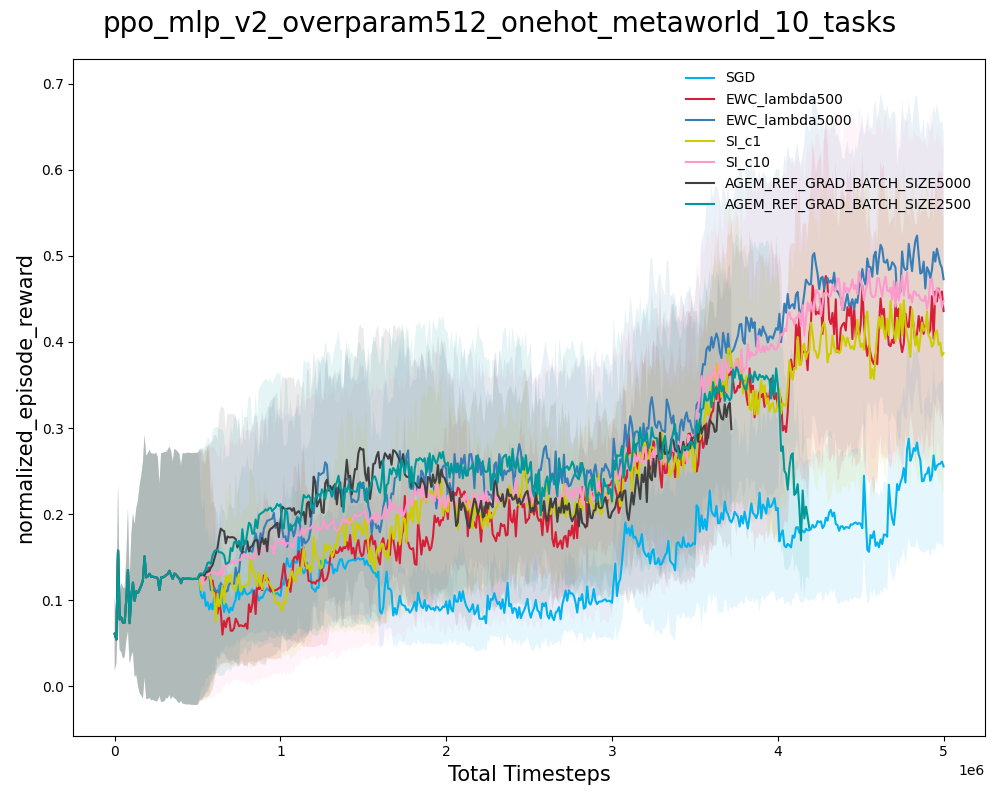 ppo_mlp_v2_overparam512_onehot_metaworld_10_tasks
SGD
EWC_lambda500
EWC_lambda5000
SI_c1
SI_c10
AGEM_REF_GRAD_BATCH_SIZE5000
AGEM_REF_GRAD_BATCH_SIZE2500
normalized_episode_reward
0.7
0.6
0.5
0.4
0.3
0.2
0.1
0.0
0 1 2 3 4 5
1e6
Total Timesteps